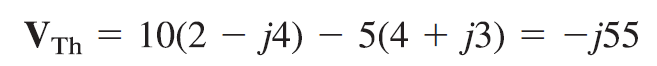 V_Th = 10(2 − j4) − 5(4 + j3) = −j55